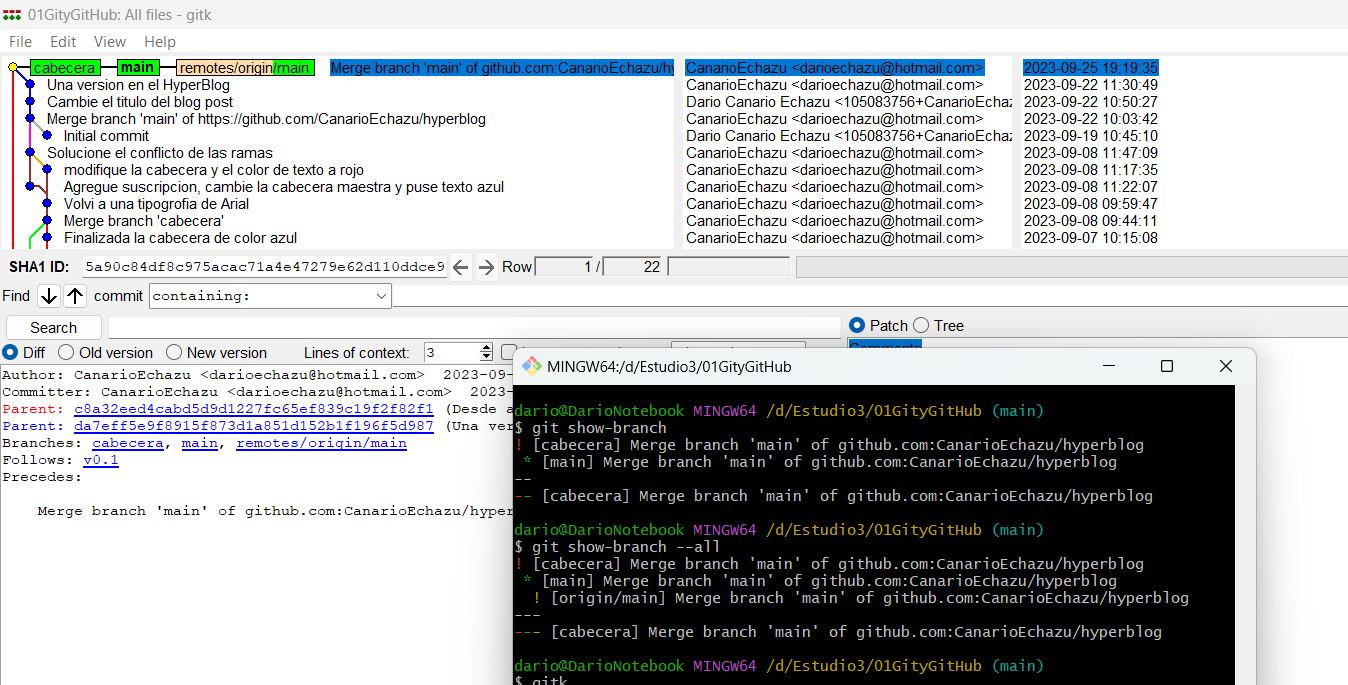 01GityGitHub: All files - gitk
File Edit View Help
cabecera main remotes/origin/main Merge branch 'main' of github.com:CanarioEchazu/hy CanarioEchazu <darioechazu@hotmail.com> 2023-09-25 19:19:35
Una version en el HyperBlog CanarioEchazu <darioechazu@hotmail.com> 2023-09-22 11:30:49
Cambie el titulo del blog post Dario Canario Echazu <105083756+CanarioEchaz 2023-09-22 10:50:27
Merge branch 'main' of https://github.com/CanarioEchazu/hyperblog CanarioEchazu <darioechazu@hotmail.com> 2023-09-22 10:03:42
Initial commit Dario Canario Echazu <105083756+CanarioEchaz 2023-09-19 10:45:10
Solucione el conflicto de las ramas CanarioEchazu <darioechazu@hotmail.com> 2023-09-08 11:47:09
modifique la cabecera y el color de texto a rojo CanarioEchazu <darioechazu@hotmail.com> 2023-09-08 11:17:35
Agregue suscripcion, cambie la cabecera maestra y puse texto azul CanarioEchazu <darioechazu@hotmail.com> 2023-09-08 11:22:07
Volvi a una tipogrofia de Arial CanarioEchazu <darioechazu@hotmail.com> 2023-09-08 09:59:47
Merge branch 'cabecera' CanarioEchazu <darioechazu@hotmail.com> 2023-09-08 09:44:11
Finalizada la cabecera de color azul CanarioEchazu <darioechazu@hotmail.com> 2023-09-07 10:15:08
SHA1 ID: 5a90c84df8c975acac71a4e47279e62d110ddce9 Row 1 / 22
Find commit containing:
Search
Patch Tree
Diff Old version New version Lines of context: 3
Comments
Author: CanarioEchazu <darioechazu@hotmail.com> 2023-09-
Committer: CanarioEchazu <darioechazu@hotmail.com> 2023-
Parent: c8a32eed4cabd5d9d1227fc65ef839c19f2f82f1 (Desde a
Parent: da7eff5e9f8915f873d1a851d152b1f196f5d987 (Una ver
Branches: cabecera, main, remotes/origin/main
Follows: v0.1
Precedes:
Merge branch 'main' of github.com:CanarioEchazu/hyper
MINGW64:/d/Estudio3/01GityGitHub
dario@DarioNotebook MINGW64 /d/Estudio3/01GityGitHub (main)
$ git show-branch
! [cabecera] Merge branch 'main' of github.com:CanarioEchazu/hyperblog
* [main] Merge branch 'main' of github.com:CanarioEchazu/hyperblog
--
-- [cabecera] Merge branch 'main' of github.com:CanarioEchazu/hyperblog
dario@DarioNotebook MINGW64 /d/Estudio3/01GityGitHub (main)
$ git show-branch --all
! [cabecera] Merge branch 'main' of github.com:CanarioEchazu/hyperblog
* [main] Merge branch 'main' of github.com:CanarioEchazu/hyperblog
! [origin/main] Merge branch 'main' of github.com:CanarioEchazu/hyperblog
---
--- [cabecera] Merge branch 'main' of github.com:CanarioEchazu/hyperblog
dario@DarioNotebook MINGW64 /d/Estudio3/01GityGitHub (main)
$ gitk